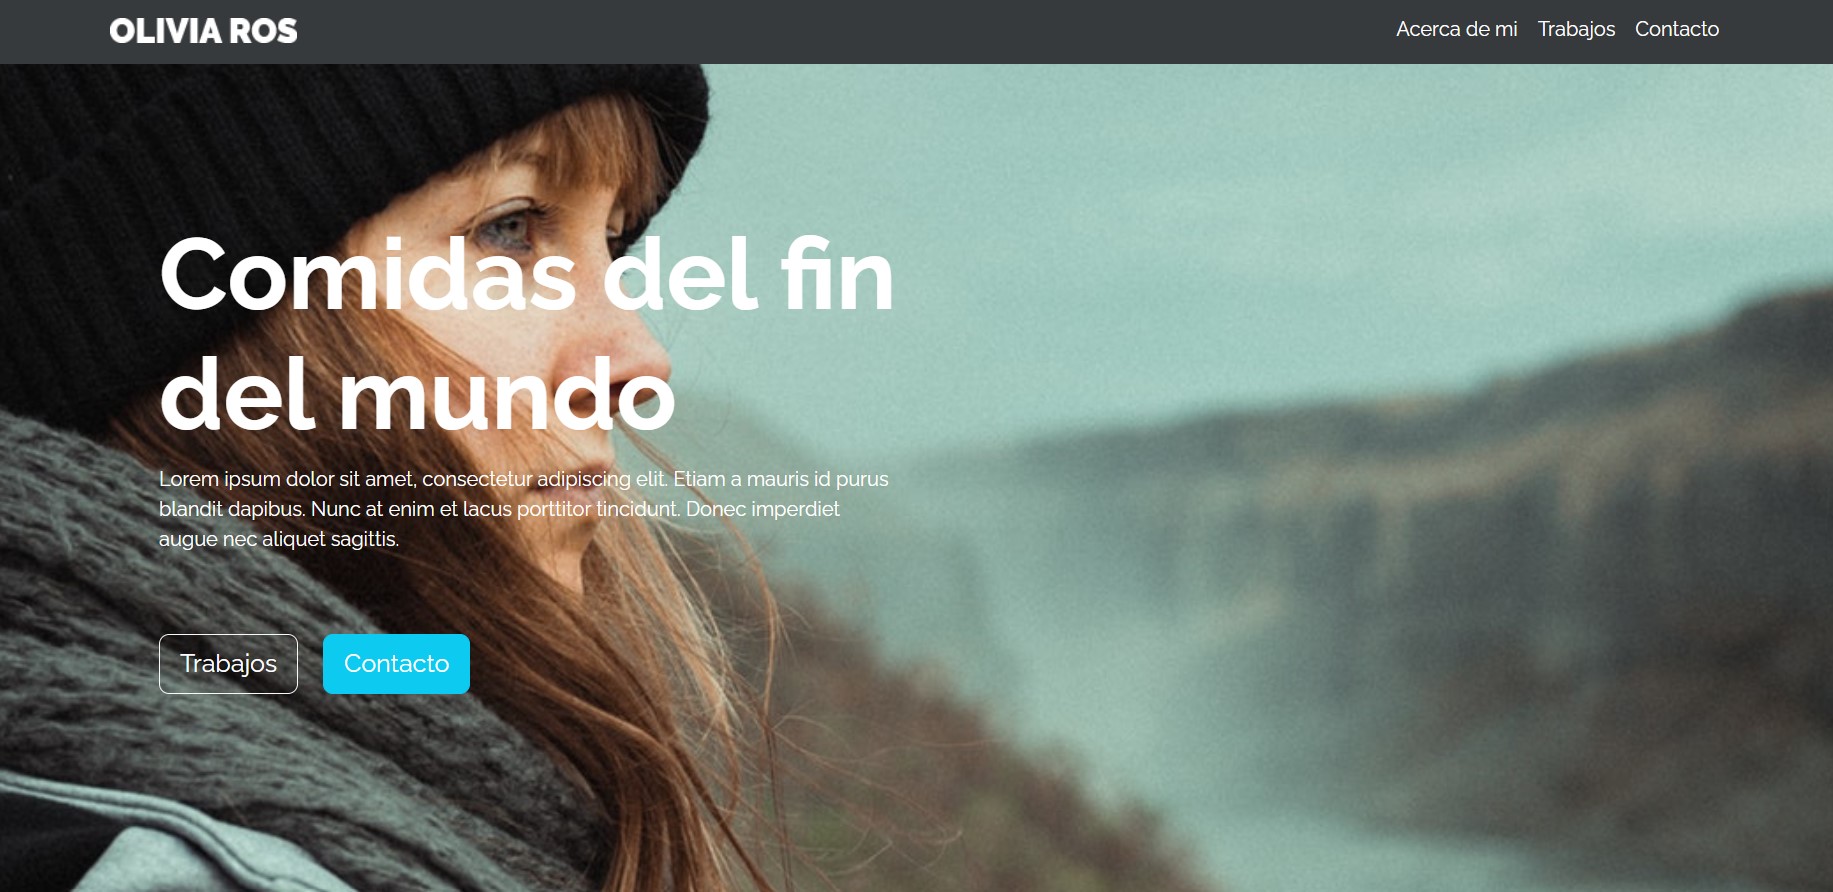 OLIVIA ROS
Acerca de mi Trabajos Contacto
Comidas del fin
del mundo
Lorem ipsum dolor sit amet, consectetur adipiscing elit. Etiam a mauris id purus
blandit dapibus. Nunc at enim et lacus porttitor tincidunt. Donec imperdiet
augue nec aliquet sagittis.
Trabajos Contacto